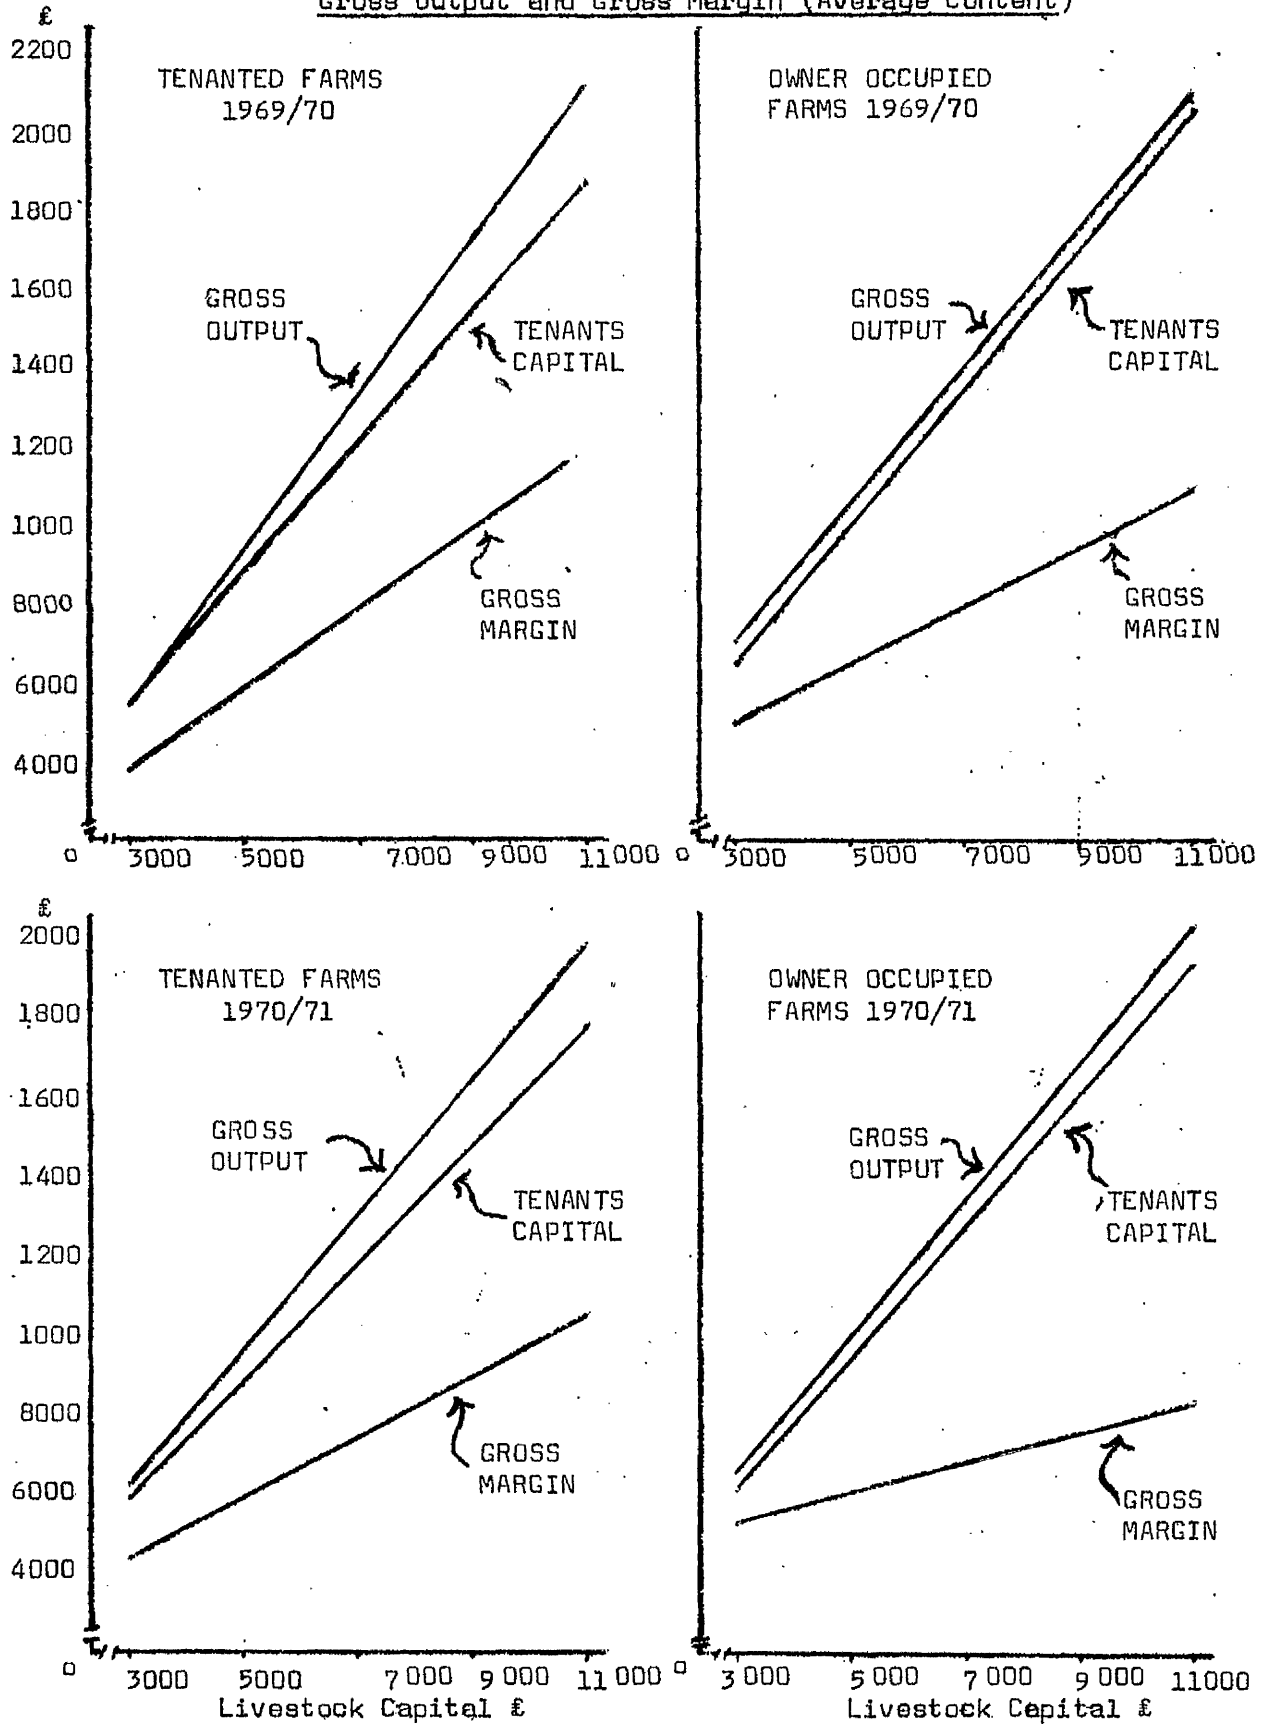 Gross Output and Gross Margin (Average Content)
£
2200
2000
1800
1600
1400
1200
1000
8000
6000
4000
TENANTED FARMS
1969/70
GROSS
OUTPUT
TENANTS
CAPITAL
GROSS
MARGIN
0 3000 5000 7000 9000 11000
OWNER OCCUPIED
FARMS 1969/70
GROSS
OUTPUT
TENANTS
CAPITAL
GROSS
MARGIN
0 3000 5000 7000 9000 11000
£
2000
1800
1600
1400
1200
1000
8000
6000
4000
TENANTED FARMS
1970/71
GROSS
OUTPUT
TENANTS
CAPITAL
GROSS
MARGIN
0 3000 5000 7000 9000 11000
Livestock Capital £
OWNER OCCUPIED
FARMS 1970/71
GROSS
OUTPUT
TENANTS
CAPITAL
GROSS
MARGIN
0 3000 5000 7000 9000 11000
Livestock Capital £